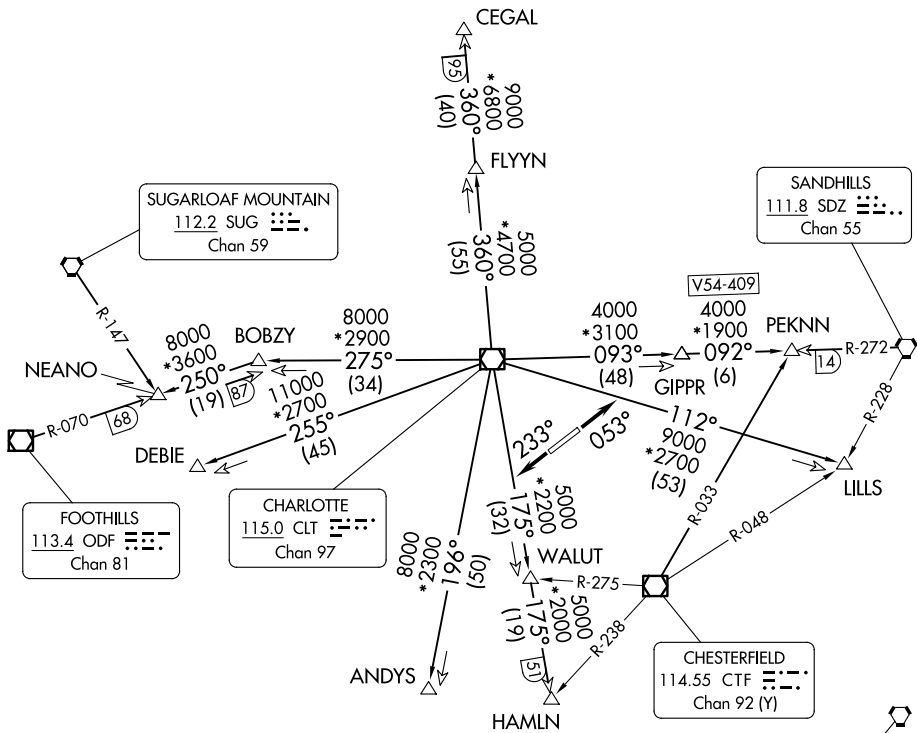 CEGAL
95
9000
*6800
360°
(40)
FLYYN
5000
*4700
360°
(55)
SUGARLOAF MOUNTAIN
112.2 SUG
Chan 59
SANDHILLS
111.8 SDZ
Chan 55
R-147
NEANO
8000
*3600
250°
(19)
87
BOBZY
8000
*2900
275°
(34)
4000
*3100
093°
(48)
GIPPR
V54-409
4000
*1900
092°
(6)
PEKNN
14
R-272
R-228
R-070
68
DEBIE
11000
*2700
255°
(45)
233°
053°
112°
9000
*2700
(53)
LILLS
R-033
R-048
FOOTHILLS
113.4 ODF
Chan 81
CHARLOTTE
115.0 CLT
Chan 97
8000
*2300
196°
(50)
ANDYS
5000
*2200
175°
(32)
WALUT
R-275
5000
*2000
175°
(19)
51
R-238
HAMLN
CHESTERFIELD
114.55 CTF
Chan 92 (Y)